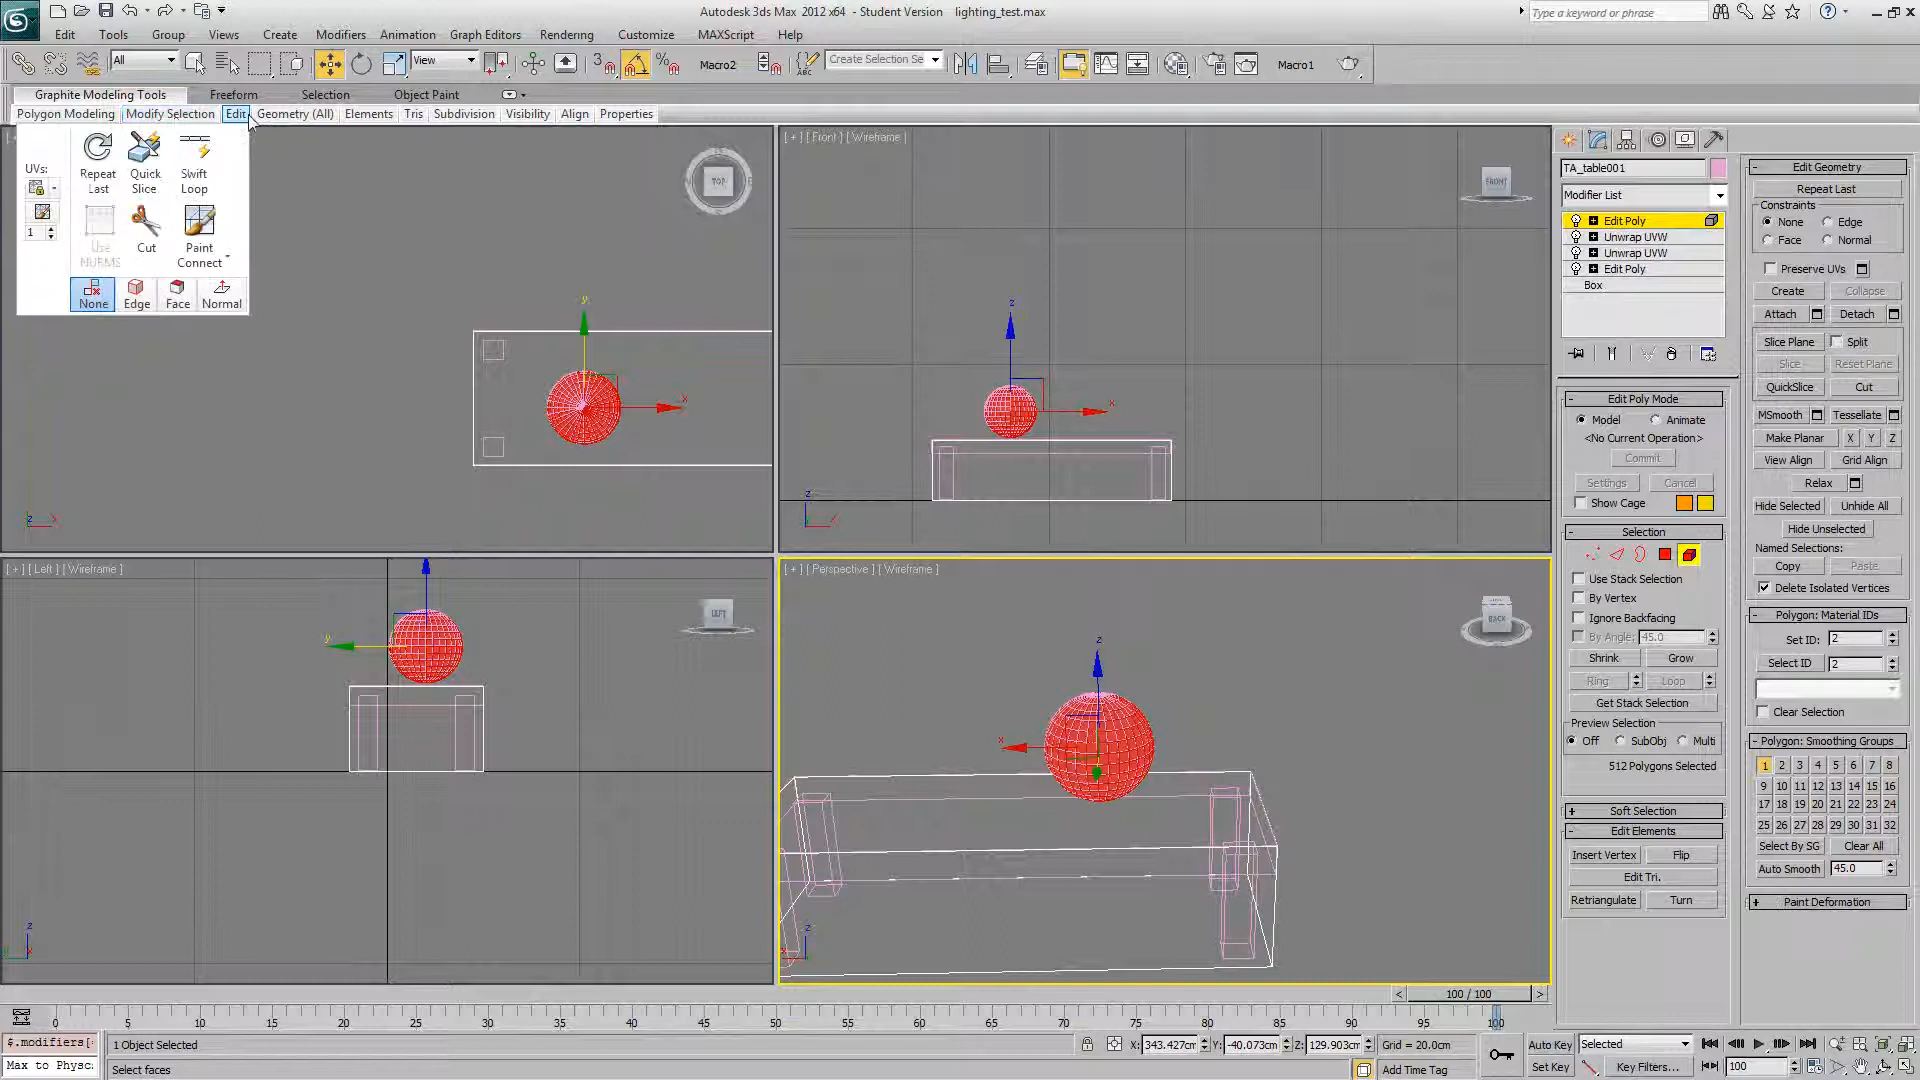 Autodesk 3ds Max 2012 x64 - Student Version lighting_test.max
Type a keyword or phrase
Edit Tools Group Views Create Modifiers Animation Graph Editors Rendering Customize MAXScript Help
All View Macro2 Create Selection Se Macro1
Graphite Modeling Tools Freeform Selection Object Paint
Polygon Modeling Modify Selection Edit Geometry (All) Elements Tris Subdivision Visibility Align Properties
UVs:
1
Repeat Last
Quick Slice
Swift Loop
Use NURMS
Cut
Paint Connect
None Edge Face Normal
TOP
[ + ] [ Front ] [ Wireframe ]
FRONT
[ + ] [ Left ] [ Wireframe ]
LEFT
[ + ] [ Perspective ] [ Wireframe ]
BACK
TA_table001
Modifier List
Edit Poly
Unwrap UVW
Unwrap UVW
Edit Poly
Box
Edit Poly Mode
Model Animate
<No Current Operation>
Commit
Settings Cancel
Show Cage
Selection
Use Stack Selection
By Vertex
Ignore Backfacing
By Angle: 45.0
Shrink Grow
Ring Loop
Get Stack Selection
Preview Selection
Off SubObj Multi
512 Polygons Selected
Soft Selection
Edit Elements
Insert Vertex Flip
Edit Tri.
Retriangulate Turn
Edit Geometry
Repeat Last
Constraints
None Edge
Face Normal
Preserve UVs
Create Collapse
Attach Detach
Slice Plane Split
Slice Reset Plane
QuickSlice Cut
MSmooth Tessellate
Make Planar X Y Z
View Align Grid Align
Relax
Hide Selected Unhide All
Hide Unselected
Named Selections:
Copy Paste
Delete Isolated Vertices
Polygon: Material IDs
Set ID: 2
Select ID 2
Clear Selection
Polygon: Smoothing Groups
1 2 3 4 5 6 7 8
9 10 11 12 13 14 15 16
17 18 19 20 21 22 23 24
25 26 27 28 29 30 31 32
Select By SG Clear All
Auto Smooth 45.0
Paint Deformation
< 100 / 100 >
0 5 10 15 20 25 30 35 40 45 50 55 60 65 70 75 80 85 90 95 100
$.modifiers[
1 Object Selected
X: 343.427cm Y: -40.073cm Z: 129.903cm Grid = 20.0cm
Auto Key Selected
Max to Physc
Select faces
Add Time Tag
Set Key Key Filters... 100